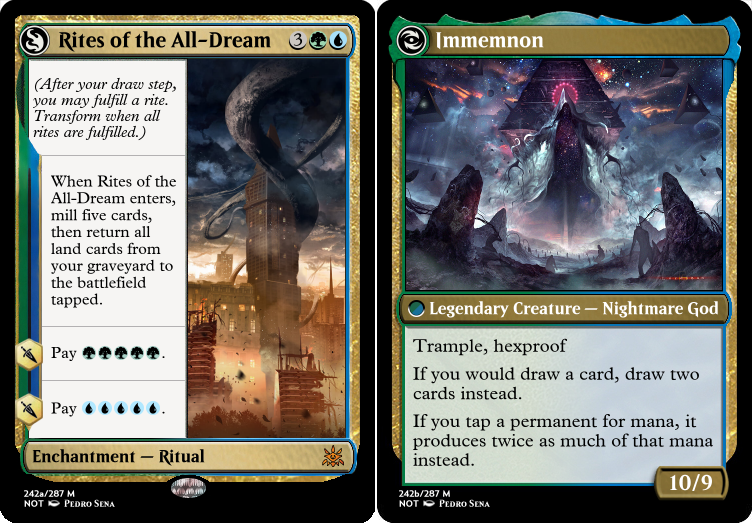 Rites of the All-Dream 3
(After your draw step,
you may fulfill a rite.
Transform when all
rites are fulfilled.)
When Rites of the
All-Dream enters,
mill five cards,
then return all
land cards from
your graveyard to
the battlefield
tapped.
Pay .
Pay .
Enchantment — Ritual
242a/287 M
NOT Pedro Sena
Immemnon
Legendary Creature — Nightmare God
Trample, hexproof
If you would draw a card, draw two
cards instead.
If you tap a permanent for mana, it
produces twice as much of that mana
instead.
10/9
242b/287 M
NOT Pedro Sena